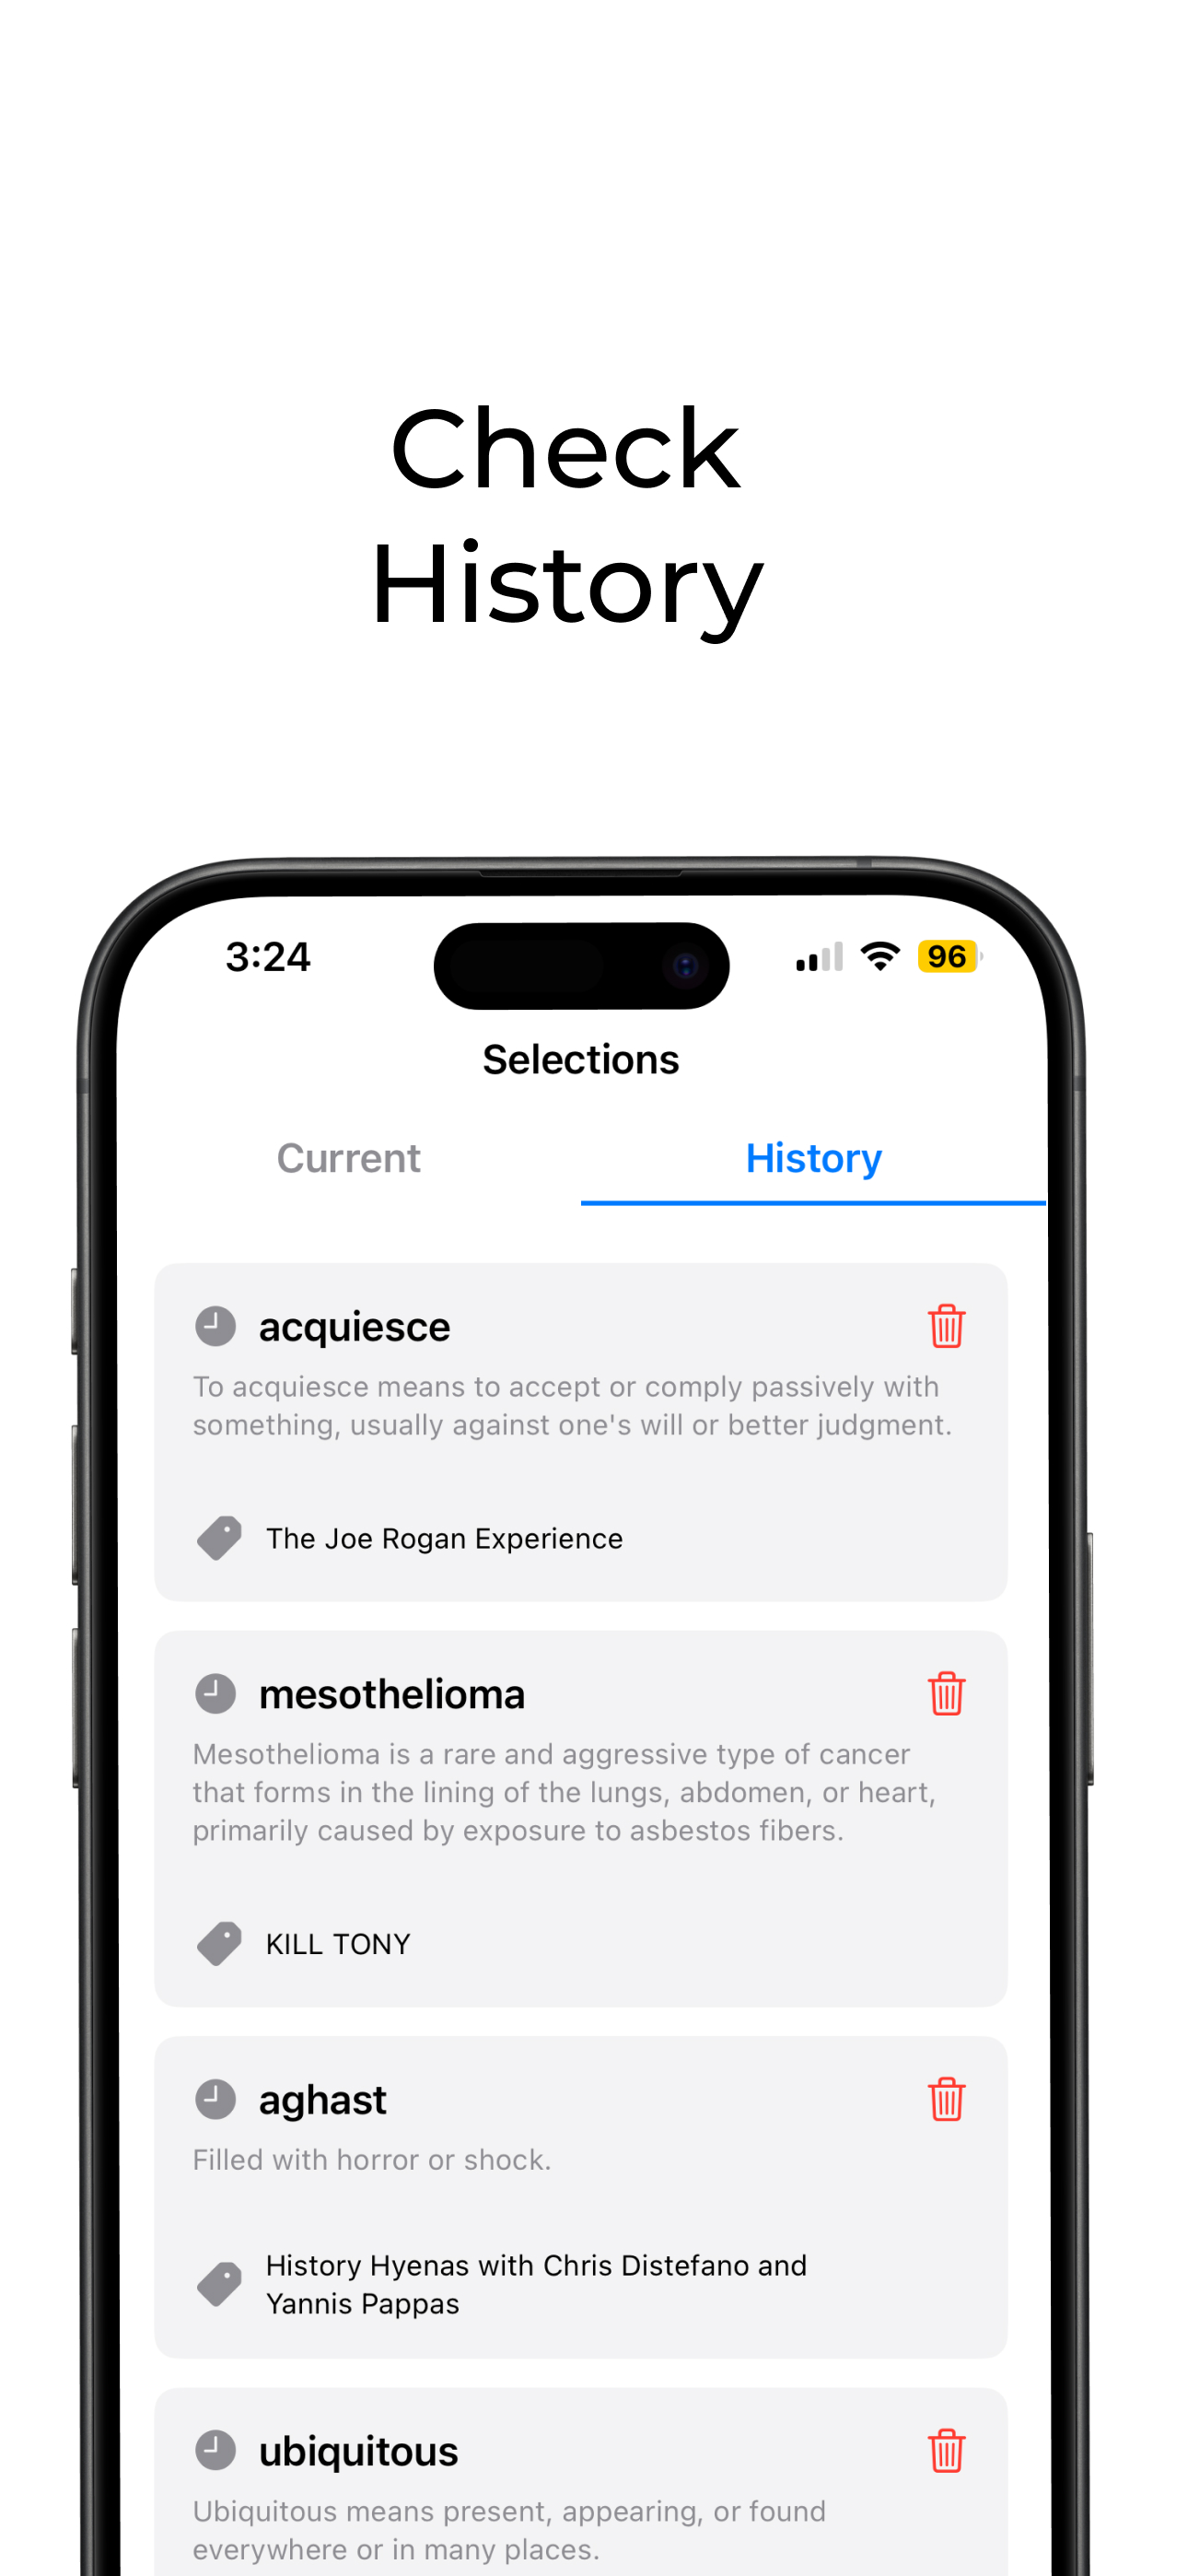 Check
History
3:24
96
Selections
Current
History
acquiesce
To acquiesce means to accept or comply passively with
something, usually against one's will or better judgment.
The Joe Rogan Experience
mesothelioma
Mesothelioma is a rare and aggressive type of cancer
that forms in the lining of the lungs, abdomen, or heart,
primarily caused by exposure to asbestos fibers.
KILL TONY
aghast
Filled with horror or shock.
History Hyenas with Chris Distefano and
Yannis Pappas
ubiquitous
Ubiquitous means present, appearing, or found
everywhere or in many places.